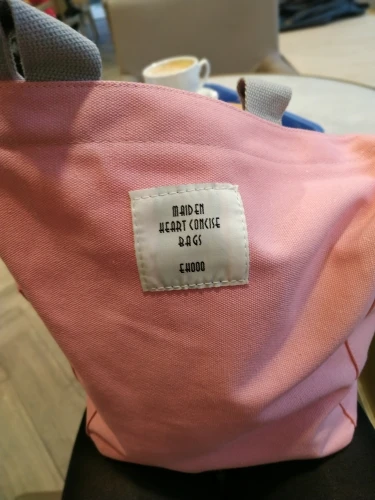 MAIDEN
HEART CONCISE
BAGS
EHOOO